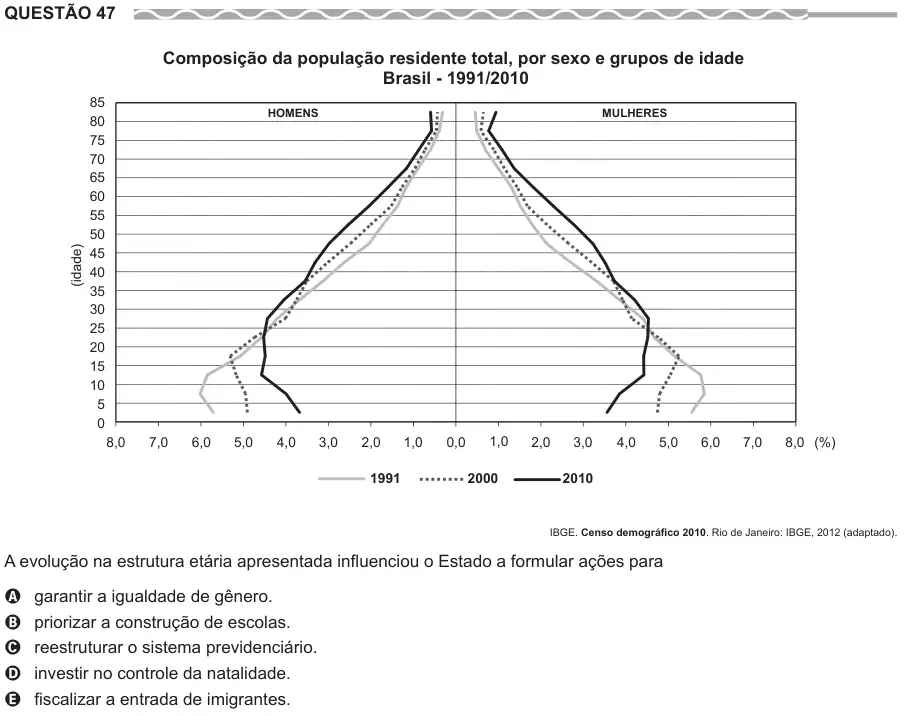 QUESTÃO 47
Composição da população residente total, por sexo e grupos de idade
Brasil - 1991/2010
HOMENS
MULHERES
(idade)
85
80
75
70
65
60
55
50
45
40
35
30
25
20
15
10
5
0
8,0 7,0 6,0 5,0 4,0 3,0 2,0 1,0 0,0 1,0 2,0 3,0 4,0 5,0 6,0 7,0 8,0 (%)
1991 2000 2010
IBGE. Censo demográfico 2010. Rio de Janeiro: IBGE, 2012 (adaptado).
A evolução na estrutura etária apresentada influenciou o Estado a formular ações para
A garantir a igualdade de gênero.
B priorizar a construção de escolas.
C reestruturar o sistema previdenciário.
D investir no controle da natalidade.
E fiscalizar a entrada de imigrantes.